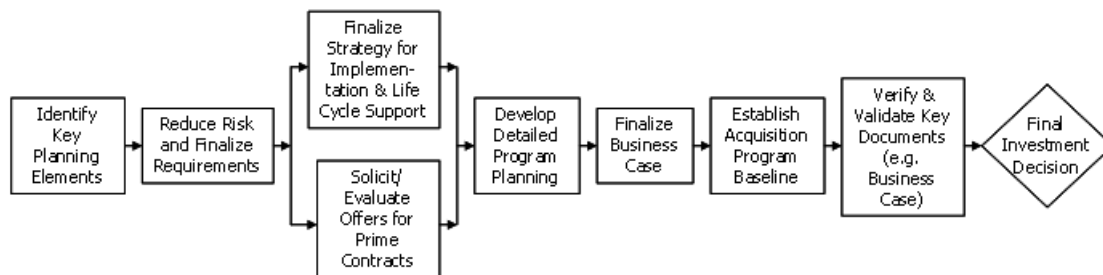 Identify
Key
Planning
Elements
Reduce Risk
and Finalize
Requirements
Finalize
Strategy for
Implemen-
tation & Life
Cycle Support
Solicit/
Evaluate
Offers for
Prime
Contracts
Develop
Detailed
Program
Planning
Finalize
Business
Case
Establish
Acquisition
Program
Baseline
Verify &
Validate Key
Documents
(e.g.
Business
Case)
Final
Investment
Decision